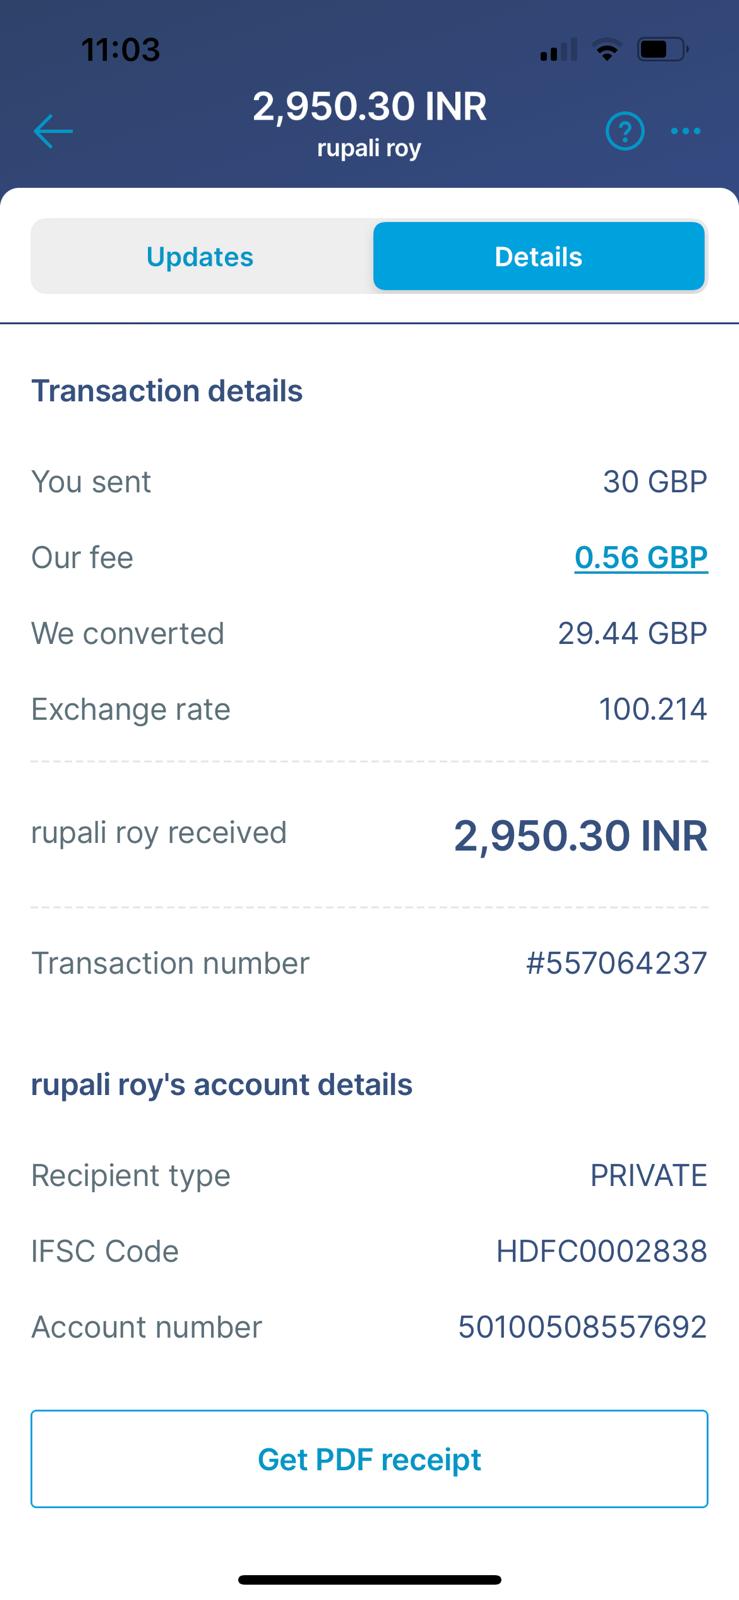 11:03
2,950.30 INR
rupali roy
Updates Details
Transaction details
You sent 30 GBP
Our fee 0.56 GBP
We converted 29.44 GBP
Exchange rate 100.214
rupali roy received 2,950.30 INR
Transaction number #557064237
rupali roy's account details
Recipient type PRIVATE
IFSC Code HDFC0002838
Account number 50100508557692
Get PDF receipt